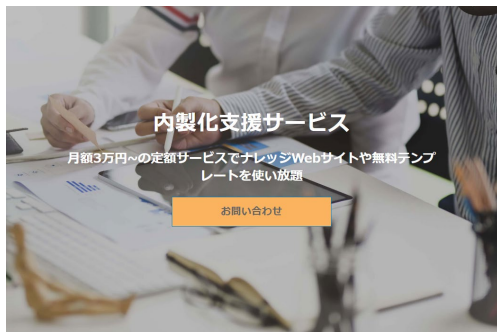 内製化支援サービス
月額3万円~の定額サービスでナレッジWebサイトや無料テンプ
レートを使い放題
お問い合わせ